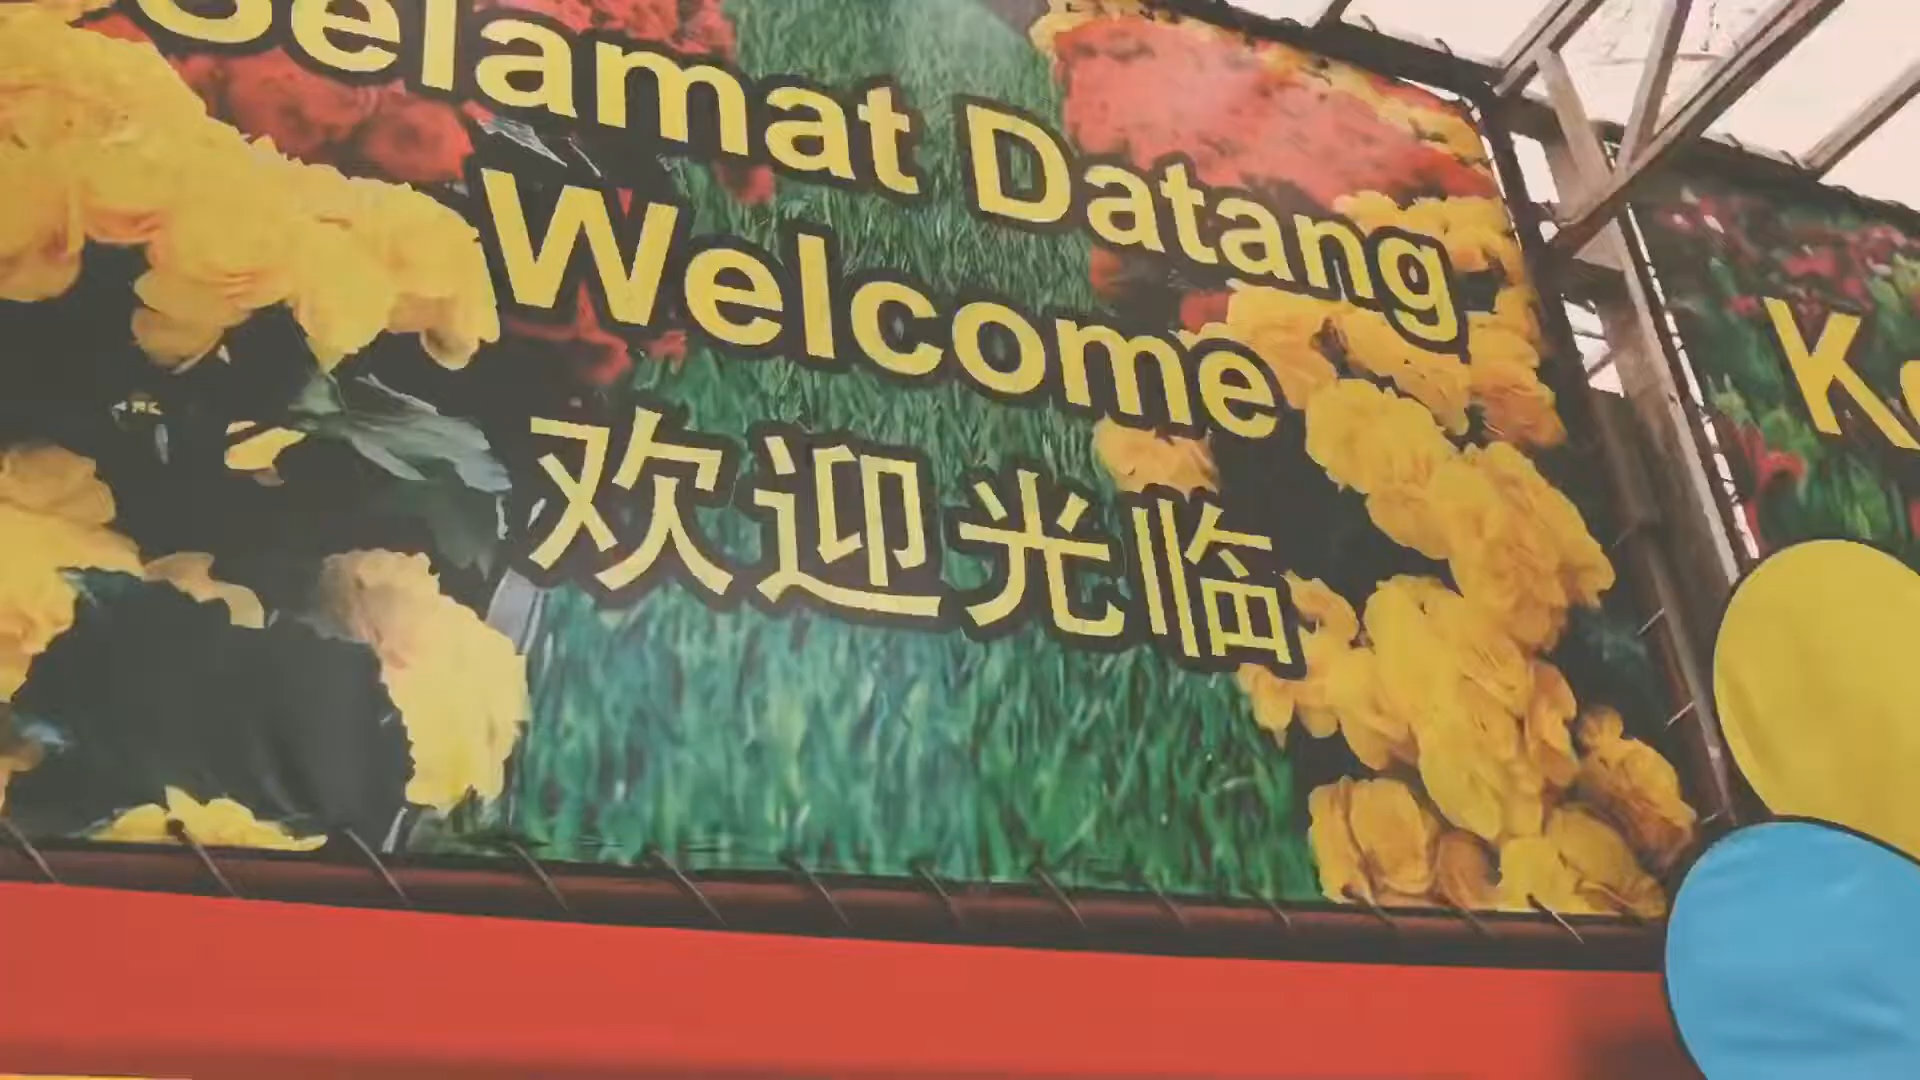 Selamat Datang
Welcome
欢迎光临